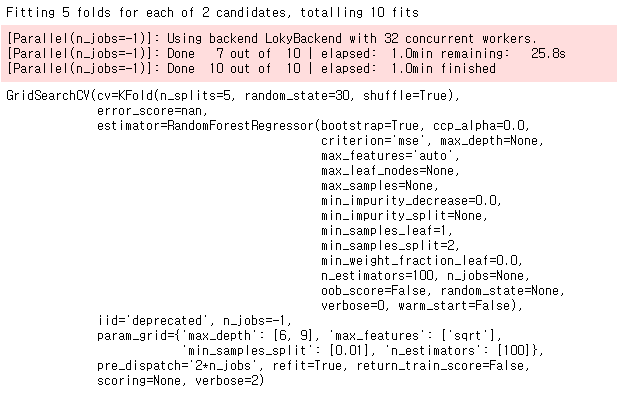 Fitting 5 folds for each of 2 candidates, totalling 10 fits
[Parallel(n_jobs=-1)]: Using backend LokyBackend with 32 concurrent workers.
[Parallel(n_jobs=-1)]: Done   7 out of  10 | elapsed:  1.0min remaining:   25.8s
[Parallel(n_jobs=-1)]: Done  10 out of  10 | elapsed:  1.0min finished
GridSearchCV(cv=KFold(n_splits=5, random_state=30, shuffle=True),
             error_score=nan,
             estimator=RandomForestRegressor(bootstrap=True, ccp_alpha=0.0,
                                             criterion='mse', max_depth=None,
                                             max_features='auto',
                                             max_leaf_nodes=None,
                                             max_samples=None,
                                             min_impurity_decrease=0.0,
                                             min_impurity_split=None,
                                             min_samples_leaf=1,
                                             min_samples_split=2,
                                             min_weight_fraction_leaf=0.0,
                                             n_estimators=100, n_jobs=None,
                                             oob_score=False, random_state=None,
                                             verbose=0, warm_start=False),
             iid='deprecated', n_jobs=-1,
             param_grid={'max_depth': [6, 9], 'max_features': ['sqrt'],
                         'min_samples_split': [0.01], 'n_estimators': [100]},
             pre_dispatch='2*n_jobs', refit=True, return_train_score=False,
             scoring=None, verbose=2)